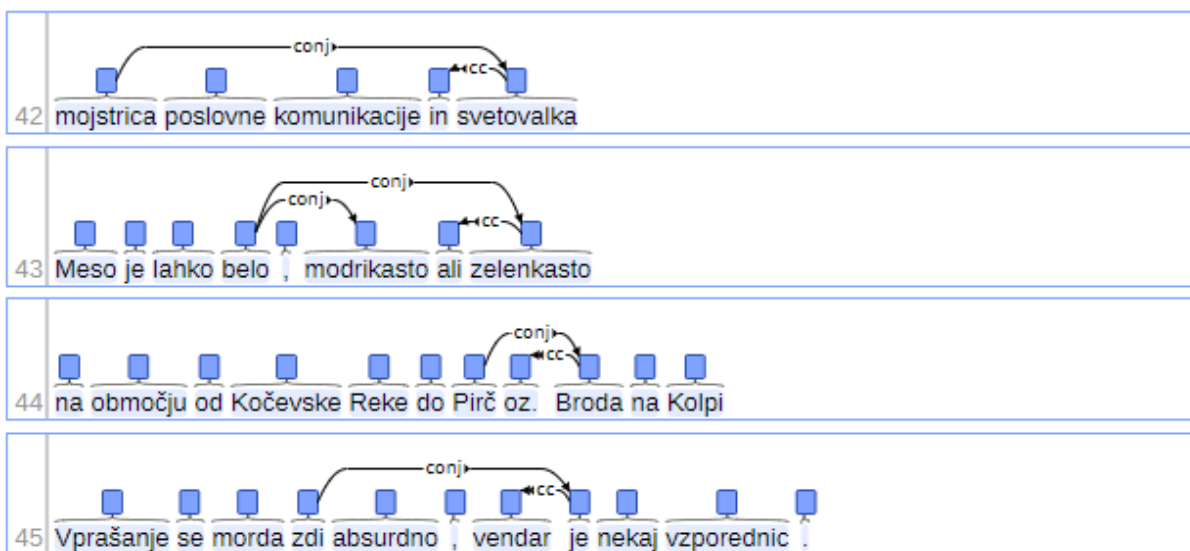 conj
cc
42 mojstrica poslovne komunikacije in svetovalka
conj
conj
cc
43 Meso je lahko belo , modrikasto ali zelenkasto
conj
cc
44 na območju od Kočevske Reke do Pirč oz. Broda na Kolpi
conj
cc
45 Vprašanje se morda zdi absurdno , vendar je nekaj vzporednic .